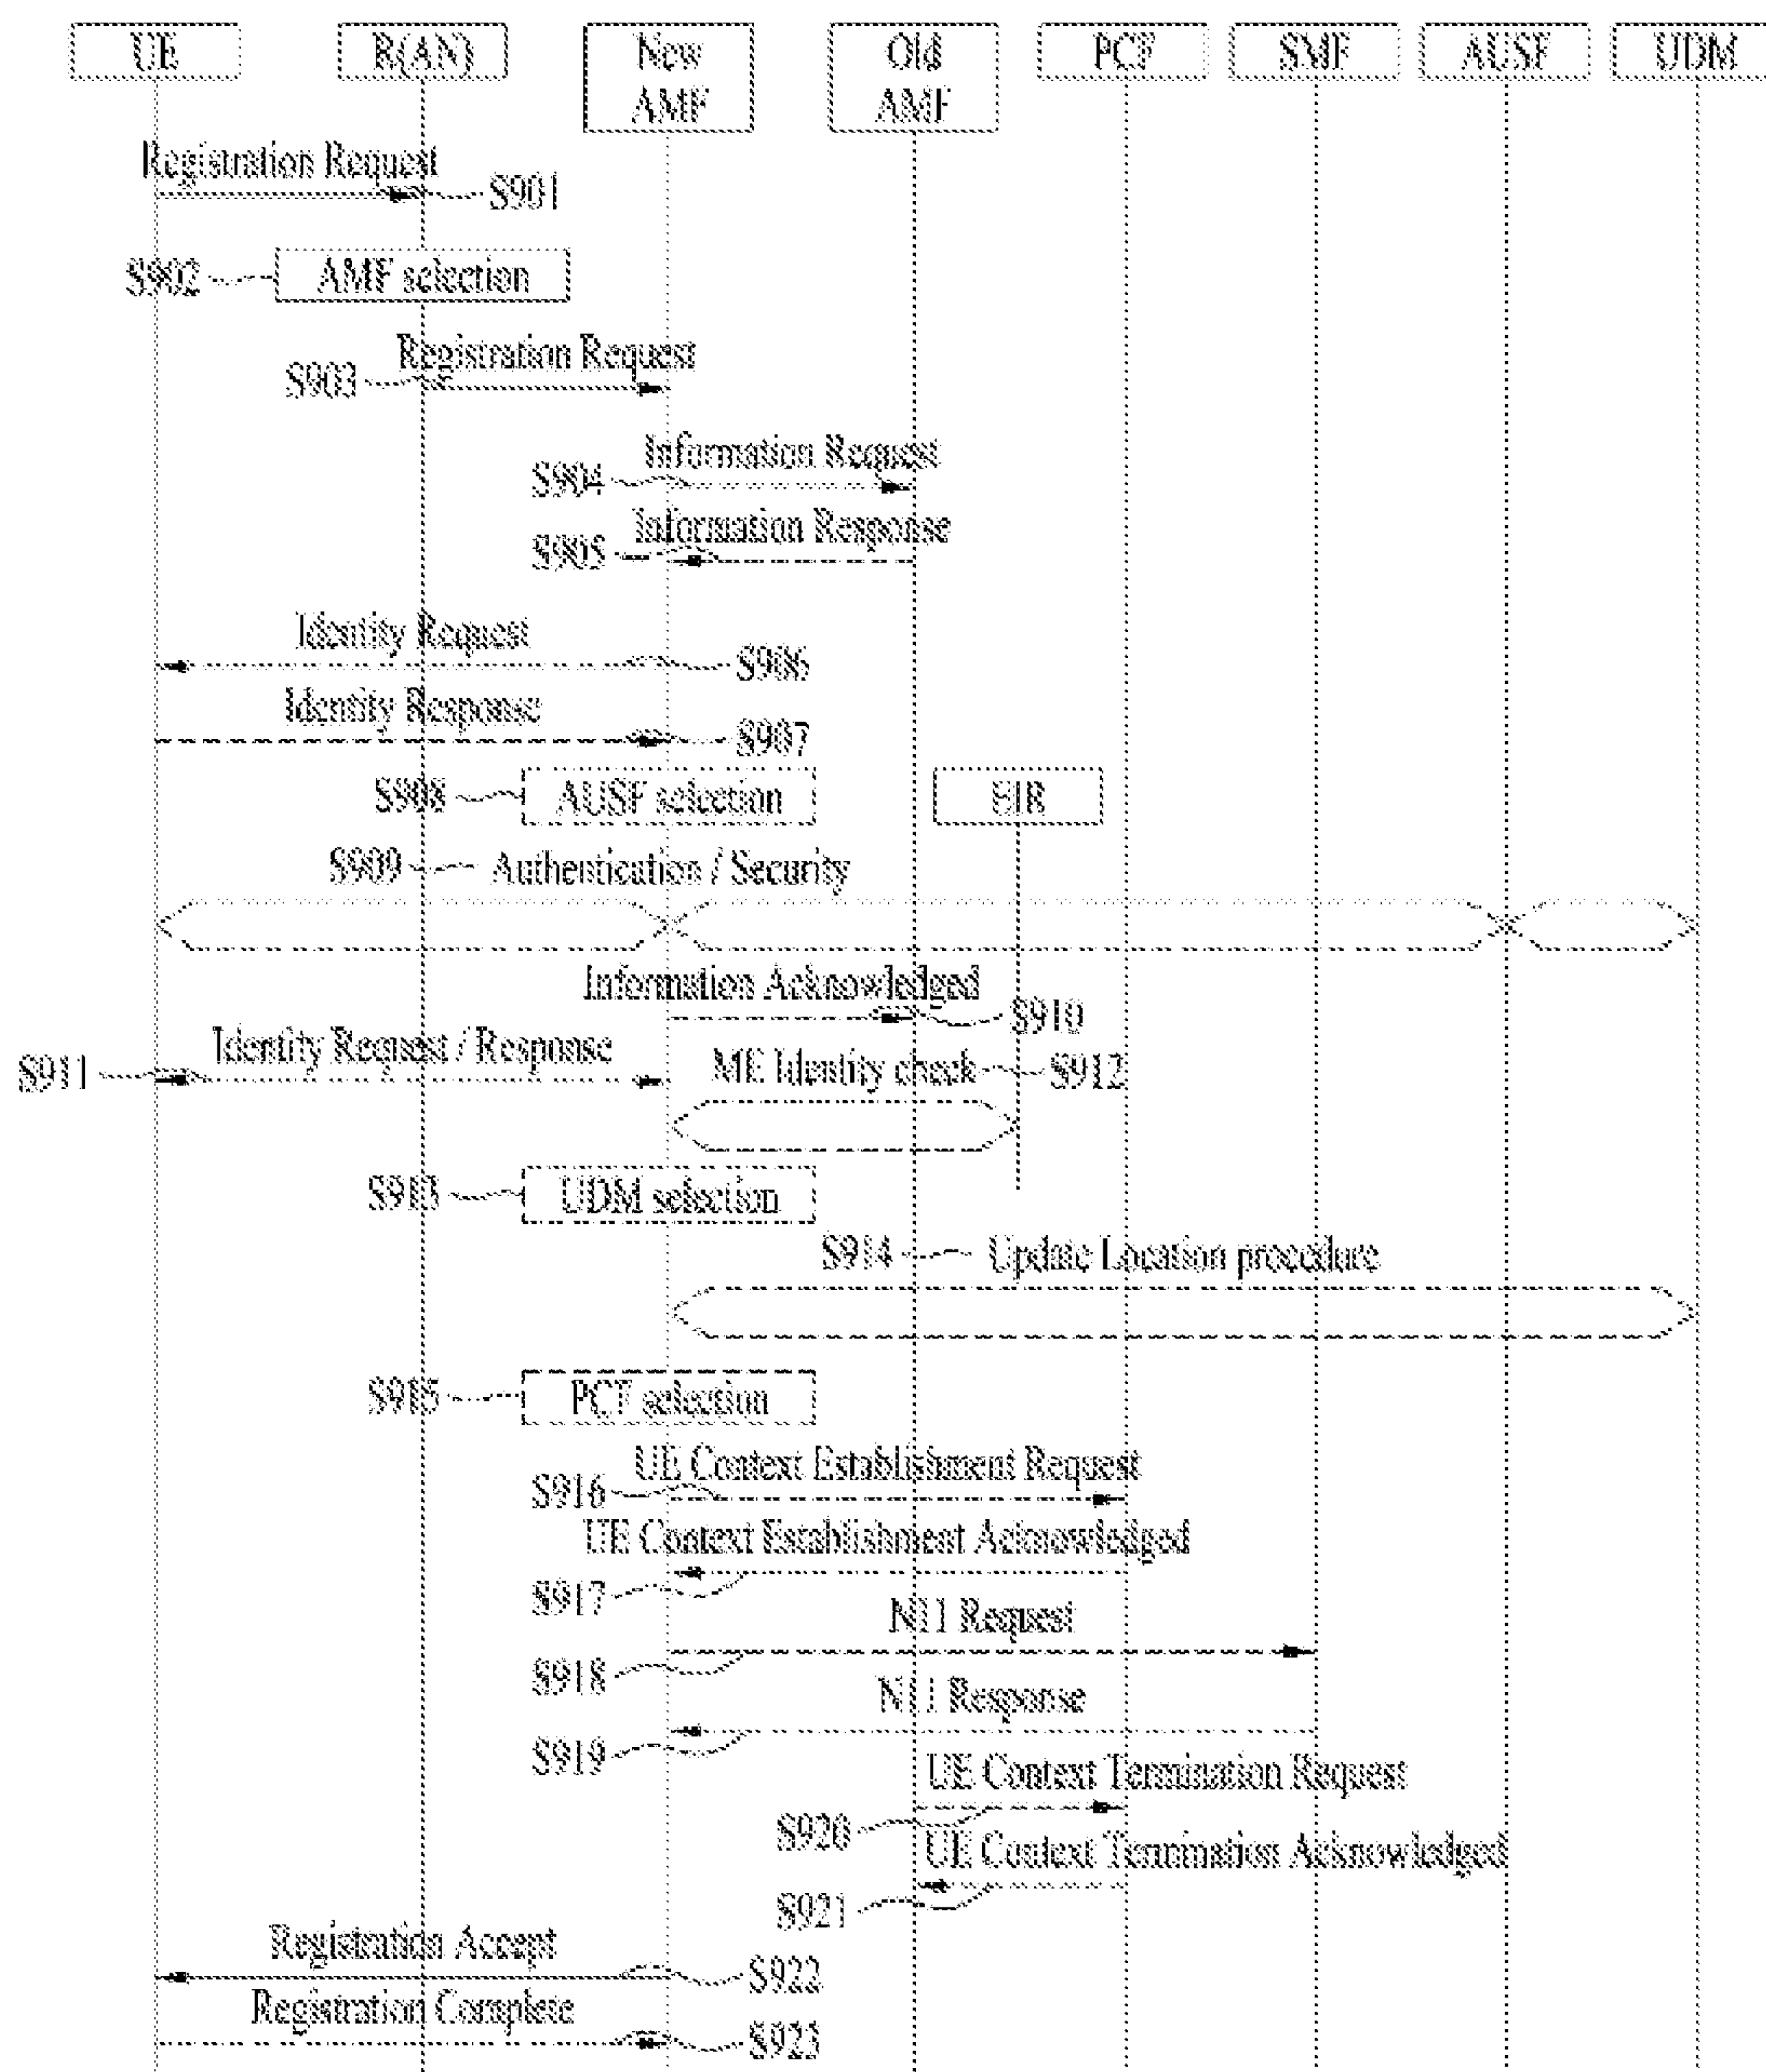 UE
R(AN)
New
AMF
Old
AMF
PCF
SMF
AUSF
UDM
Registration Request
S901
S902
AMF selection
S903
Registration Request
S904
Information Request
S905
Information Response
Identity Request
S906
Identity Response
S907
S908
AUSF selection
EIR
S909
Authentication / Security
Information Acknowledged
S910
S911
Identity Request / Response
ME Identity check
S912
S913
UDM selection
S914
Update Location procedure
S915
PCF selection
S916
UE Context Establishment Request
UE Context Establishment Acknowledged
S917
N11 Request
S918
N11 Response
S919
UE Context Termination Request
S920
UE Context Termination Acknowledged
S921
Registration Accept
S922
Registration Complete
S923